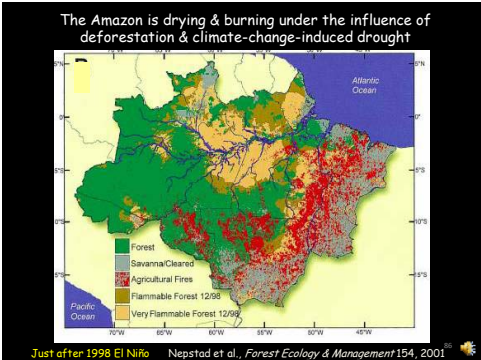 The Amazon is drying & burning under the influence of
deforestation & climate-change-induced drought
5°N
Atlantic
Ocean
0°
5°S
10°S
15°S
Forest
Savanna/Cleared
Agricultural Fires
Flammable Forest 12/98
Very Flammable Forest 12/98
Pacific
Ocean
70°W 65°W 60°W 55°W 50°W 45°W
86
Just after 1998 El Niño Nepstad et al., Forest Ecology & Management 154, 2001